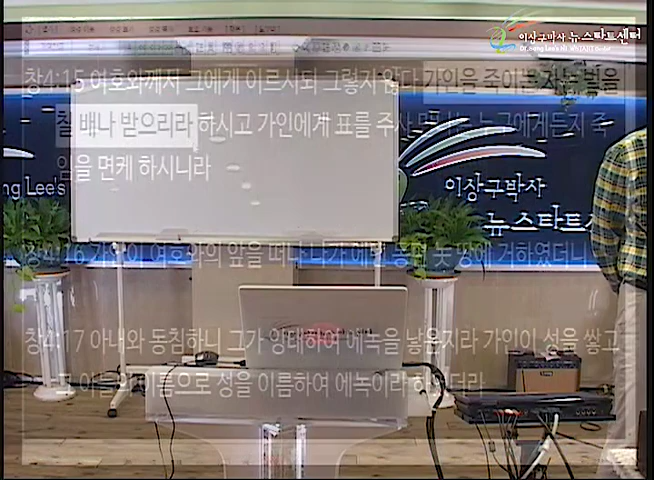 이상구박사 뉴스타트센터
창4:15 여호와께서 그에게 이르시되 그렇지 않다 가인을 죽이는 자는 벌을
칠 배나 받으리라 하시고 가인에게 표를 주사 누구에게든지 죽
임을 면케 하시니라
ng Lee's
이상구박사
뉴스타트
창4:16 가인이 여호와의 앞을 떠나 나가 에덴 동편 놋 땅에 거하였더니
창4:17 아내와 동침하니 그가 잉태하여 에녹을 낳은지라 가인이 성을 쌓고
그 아들의 이름으로 성을 이름하여 에녹이라 하였더라